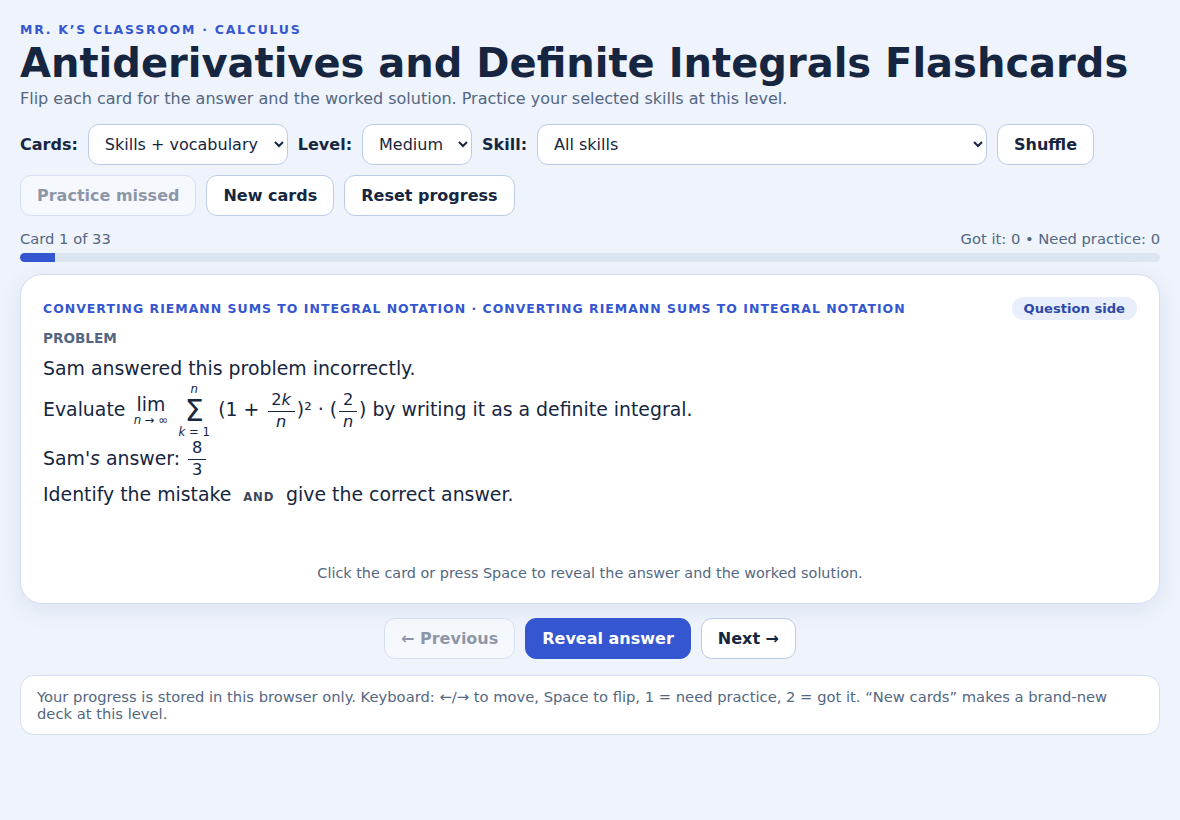 MR. K’S CLASSROOM · CALCULUS
Antiderivatives and Definite Integrals Flashcards
Flip each card for the answer and the worked solution. Practice your selected skills at this level.
Cards: Skills + vocabulary Level: Medium Skill: All skills Shuffle
Practice missed New cards Reset progress
Card 1 of 33 Got it: 0 • Need practice: 0
CONVERTING RIEMANN SUMS TO INTEGRAL NOTATION · CONVERTING RIEMANN SUMS TO INTEGRAL NOTATION Question side
PROBLEM
Sam answered this problem incorrectly.
Evaluate lim n → ∞ n Σ k = 1 (1 + 2k/n)² · (2/n) by writing it as a definite integral.
Sam's answer: 8/3
Identify the mistake AND give the correct answer.
Click the card or press Space to reveal the answer and the worked solution.
← Previous Reveal answer Next →
Your progress is stored in this browser only. Keyboard: ←/→ to move, Space to flip, 1 = need practice, 2 = got it. “New cards” makes a brand-new
deck at this level.